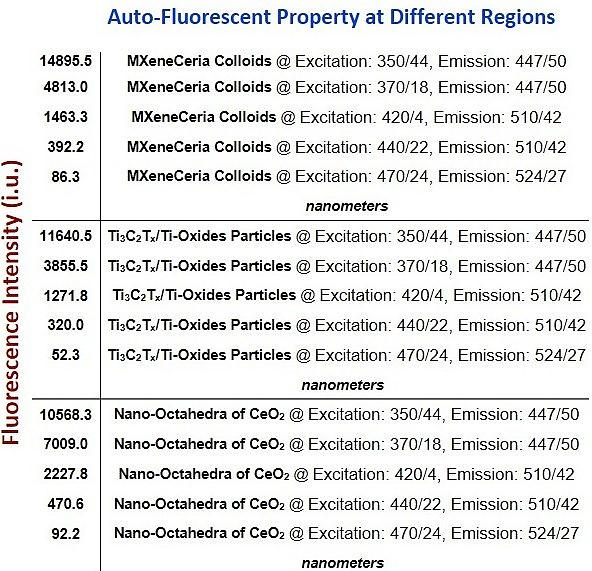 Auto-Fluorescent Property at Different Regions
Fluorescence Intensity (i.u.)
14895.5 MXeneCeria Colloids @ Excitation: 350/44, Emission: 447/50
4813.0 MXeneCeria Colloids @ Excitation: 370/18, Emission: 447/50
1463.3 MXeneCeria Colloids @ Excitation: 420/4, Emission: 510/42
392.2 MXeneCeria Colloids @ Excitation: 440/22, Emission: 510/42
86.3 MXeneCeria Colloids @ Excitation: 470/24, Emission: 524/27
nanometers
11640.5 Ti₃C₂Tₓ/Ti-Oxides Particles @ Excitation: 350/44, Emission: 447/50
3855.5 Ti₃C₂Tₓ/Ti-Oxides Particles @ Excitation: 370/18, Emission: 447/50
1271.8 Ti₃C₂Tₓ/Ti-Oxides Particles @ Excitation: 420/4, Emission: 510/42
320.0 Ti₃C₂Tₓ/Ti-Oxides Particles @ Excitation: 440/22, Emission: 510/42
52.3 Ti₃C₂Tₓ/Ti-Oxides Particles @ Excitation: 470/24, Emission: 524/27
nanometers
10568.3 Nano-Octahedra of CeO₂ @ Excitation: 350/44, Emission: 447/50
7009.0 Nano-Octahedra of CeO₂ @ Excitation: 370/18, Emission: 447/50
2227.8 Nano-Octahedra of CeO₂ @ Excitation: 420/4, Emission: 510/42
470.6 Nano-Octahedra of CeO₂ @ Excitation: 440/22, Emission: 510/42
92.2 Nano-Octahedra of CeO₂ @ Excitation: 470/24, Emission: 524/27
nanometers